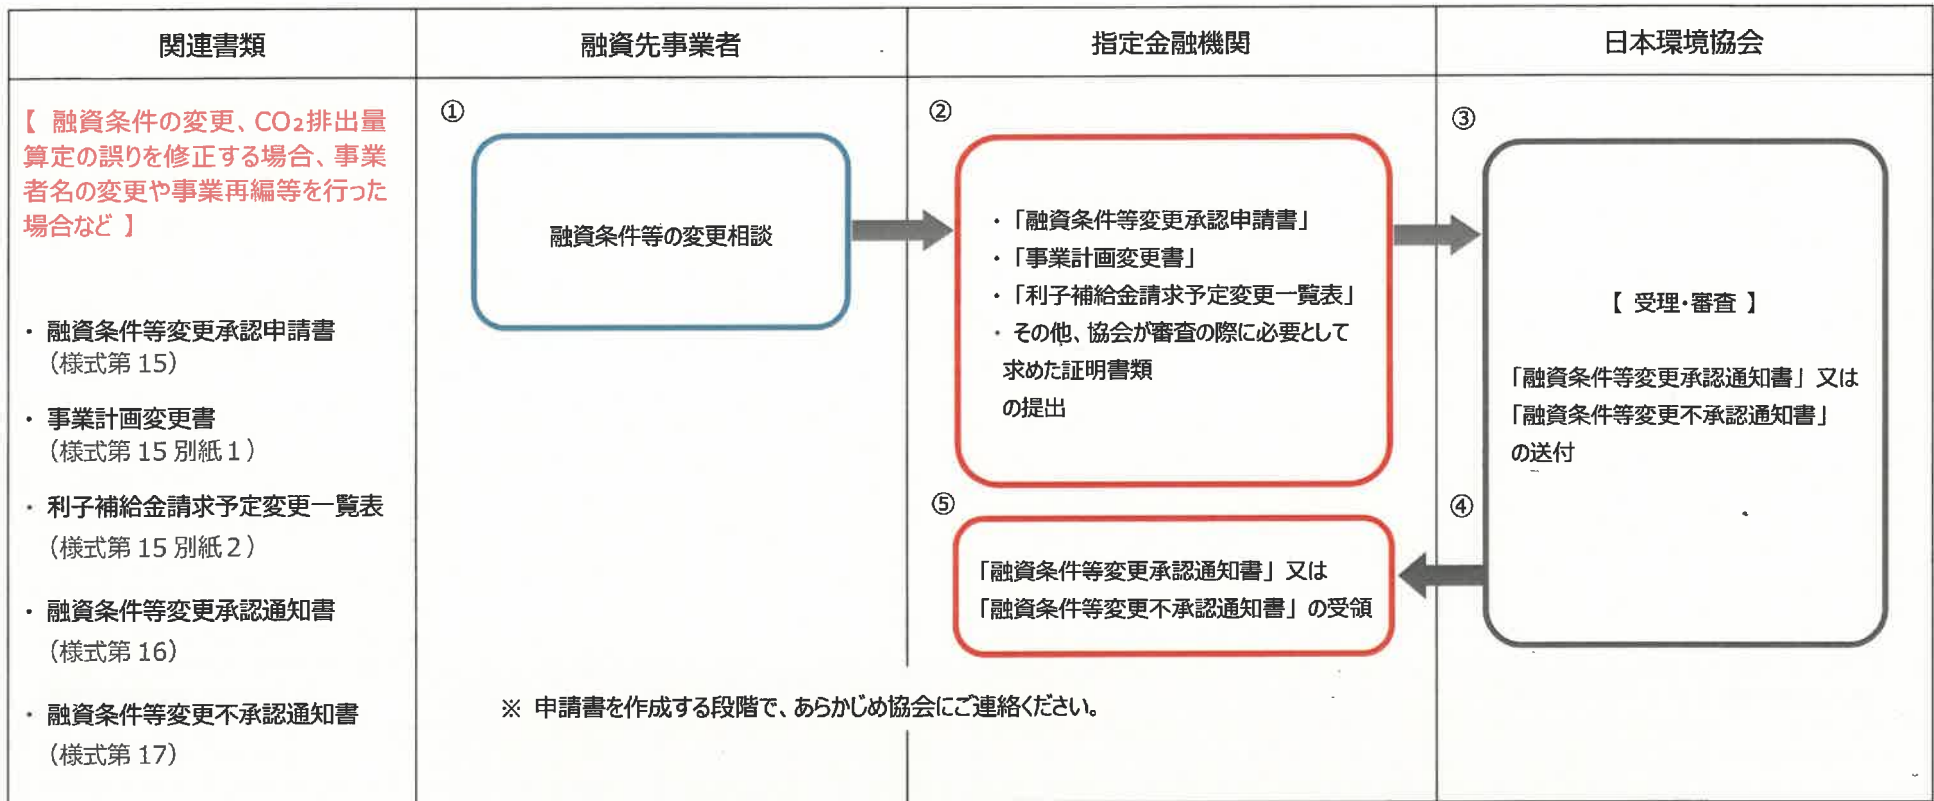 関連書類
融資先事業者
指定金融機関
日本環境協会
【 融資条件の変更、CO₂排出量
算定の誤りを修正する場合、事業
者名の変更や事業再編等を行った
場合など 】
・ 融資条件等変更承認申請書
(様式第 15)
・ 事業計画変更書
(様式第 15 別紙1)
・ 利子補給金請求予定変更一覧表
(様式第 15 別紙2)
・ 融資条件等変更承認通知書
(様式第 16)
・ 融資条件等変更不承認通知書
(様式第 17)
①
融資条件等の変更相談
②
・「融資条件等変更承認申請書」
・「事業計画変更書」
・「利子補給金請求予定変更一覧表」
・その他、協会が審査の際に必要として
求めた証明書類
の提出
③
【 受理・審査 】
「融資条件等変更承認通知書」又は
「融資条件等変更不承認通知書」
の送付
④
⑤
「融資条件等変更承認通知書」又は
「融資条件等変更不承認通知書」の受領
※ 申請書を作成する段階で、あらかじめ協会にご連絡ください。